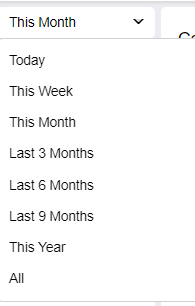 This Month
Today
This Week
This Month
Last 3 Months
Last 6 Months
Last 9 Months
This Year
All